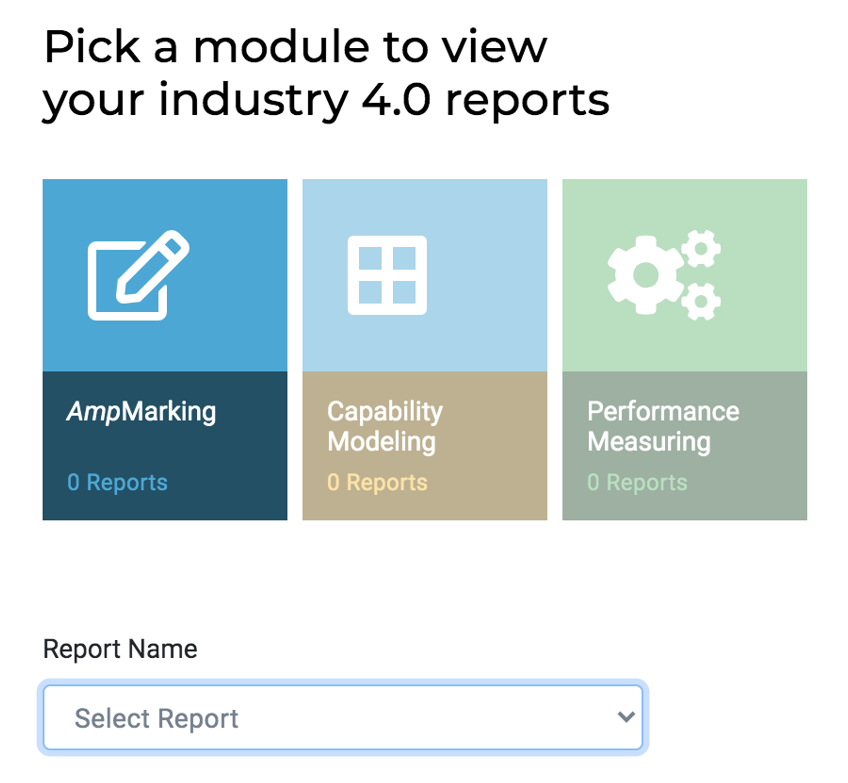 Pick a module to view
your industry 4.0 reports
AmpMarking
0 Reports
Capability
Modeling
0 Reports
Performance
Measuring
0 Reports
Report Name
Select Report